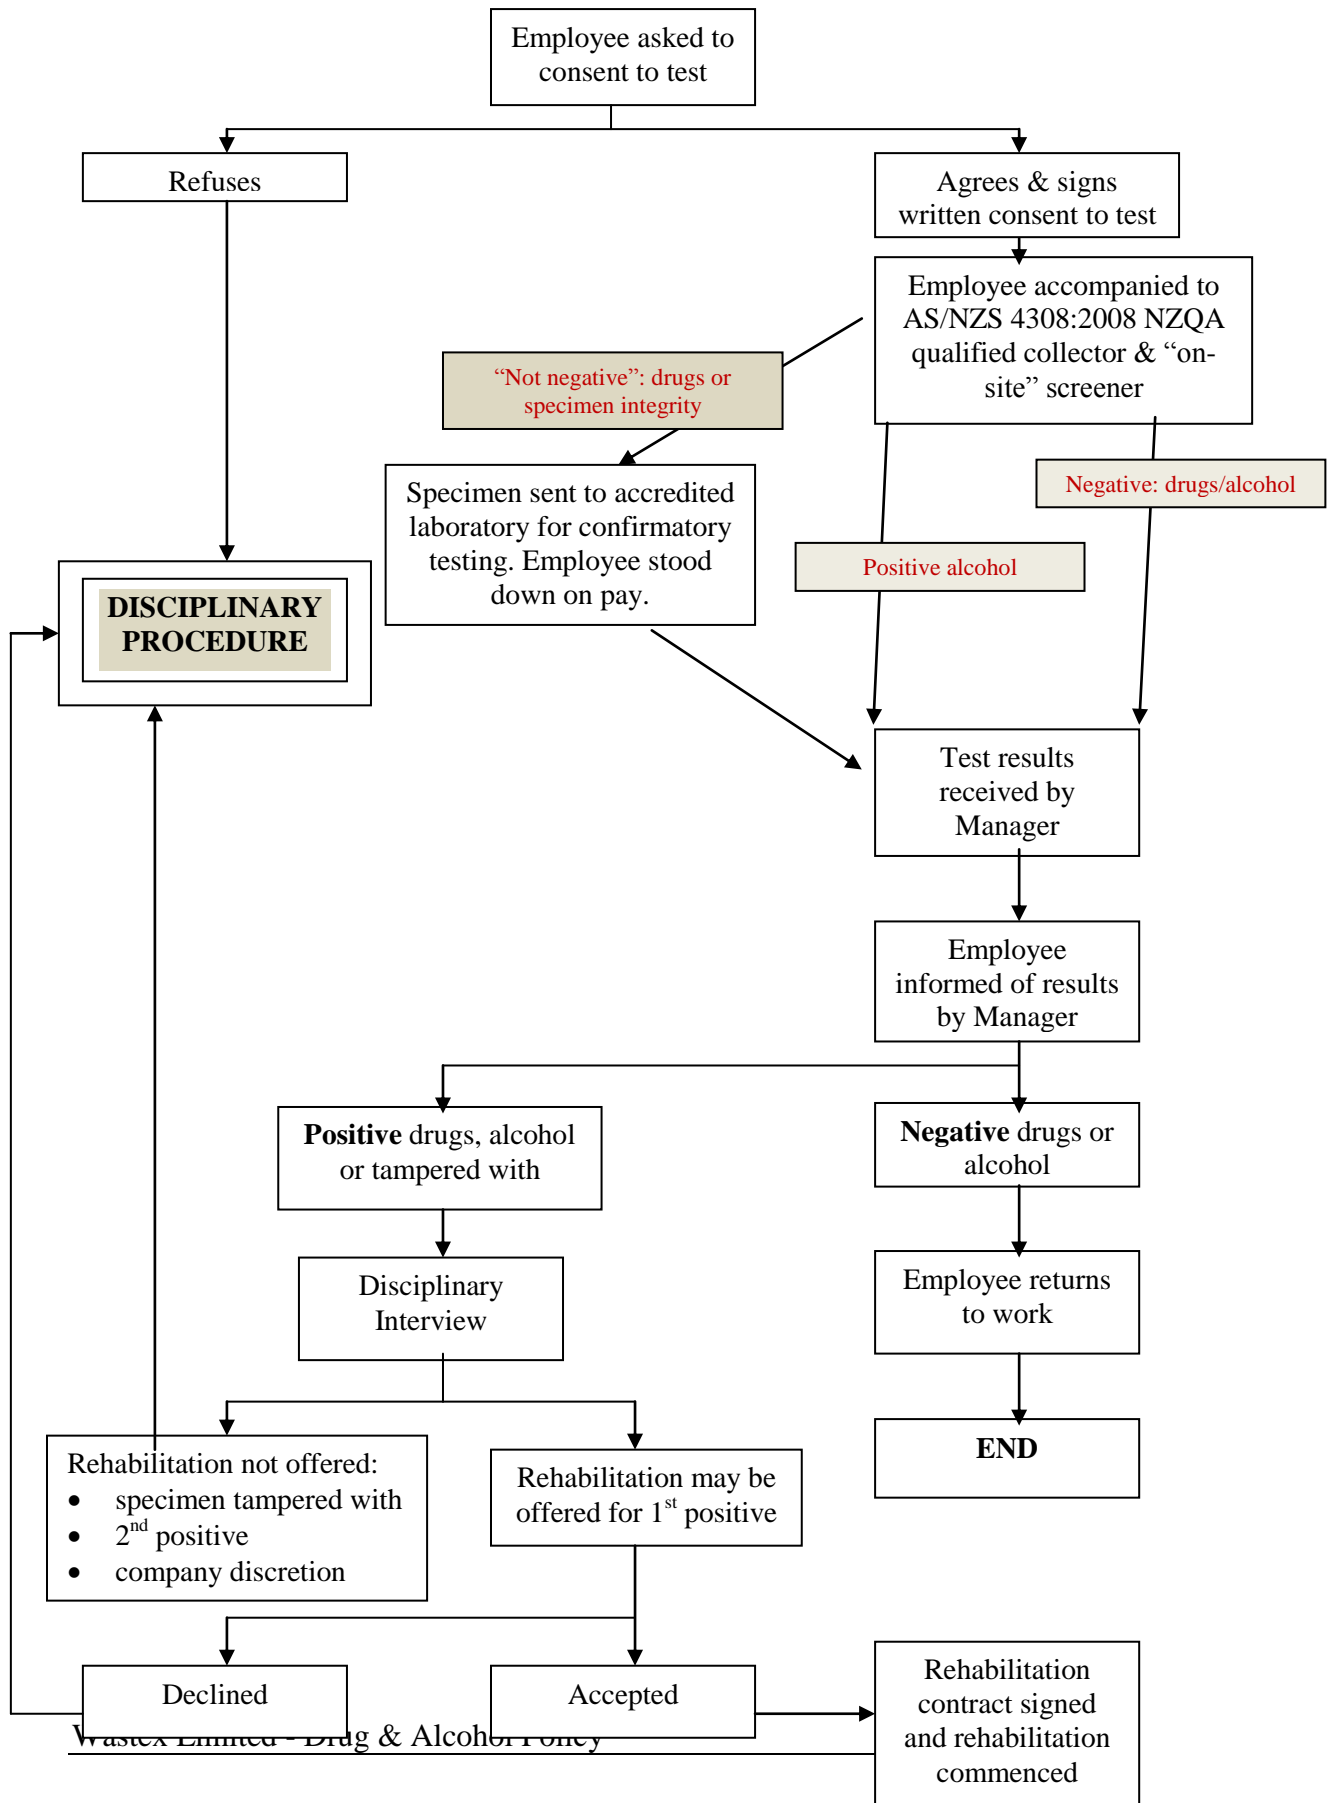 Employee asked to
consent to test
Refuses
Agrees & signs
written consent to test
Employee accompanied to
AS/NZS 4308:2008 NZQA
qualified collector & “on-
site” screener
“Not negative”: drugs or
specimen integrity
Negative: drugs/alcohol
Specimen sent to accredited
laboratory for confirmatory
testing. Employee stood
down on pay.
Positive alcohol
DISCIPLINARY
PROCEDURE
Test results
received by
Manager
Employee
informed of results
by Manager
Positive drugs, alcohol
or tampered with
Negative drugs or
alcohol
Disciplinary
Interview
Employee returns
to work
Rehabilitation not offered:
• specimen tampered with
• 2nd positive
• company discretion
Rehabilitation may be
offered for 1st positive
END
Declined
Accepted
Rehabilitation
contract signed
and rehabilitation
commenced
Wastex Limited - Drug & Alcohol Policy